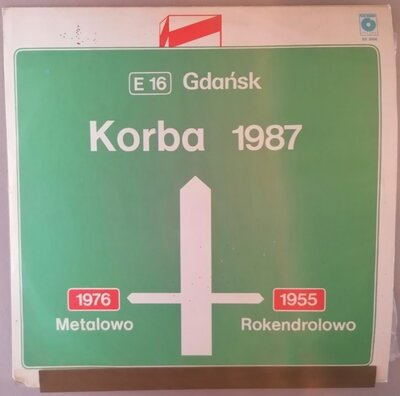 E 16 Gdańsk
Korba 1987
1976
1955
Metalowo
Rokendrolowo